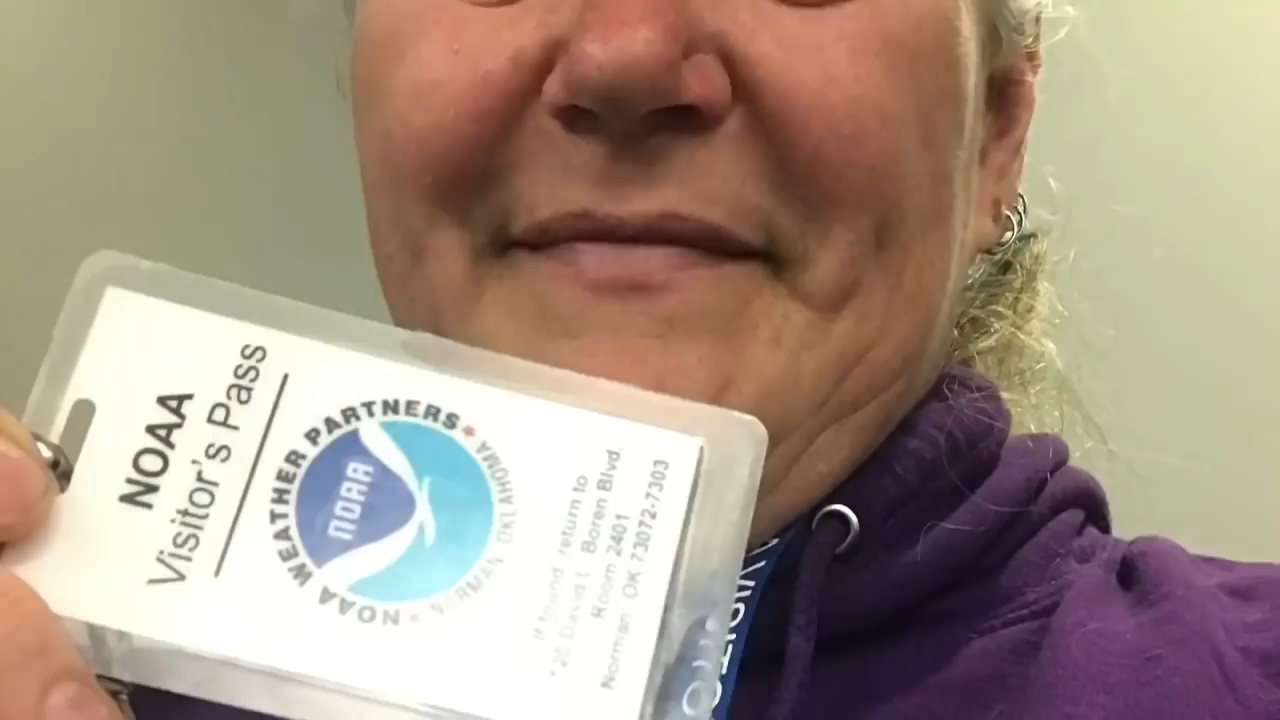 NOAA
Visitor's Pass
NOAA WEATHER PARTNERS
NORMAN, OKLAHOMA
NOAA
If found, return to
120 David L Boren Blvd.
Room 2401
Norman, OK 73072-7303
VISITO